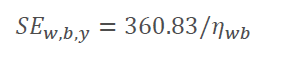 SE_{w,b,y} = 360.83/η_{wb}